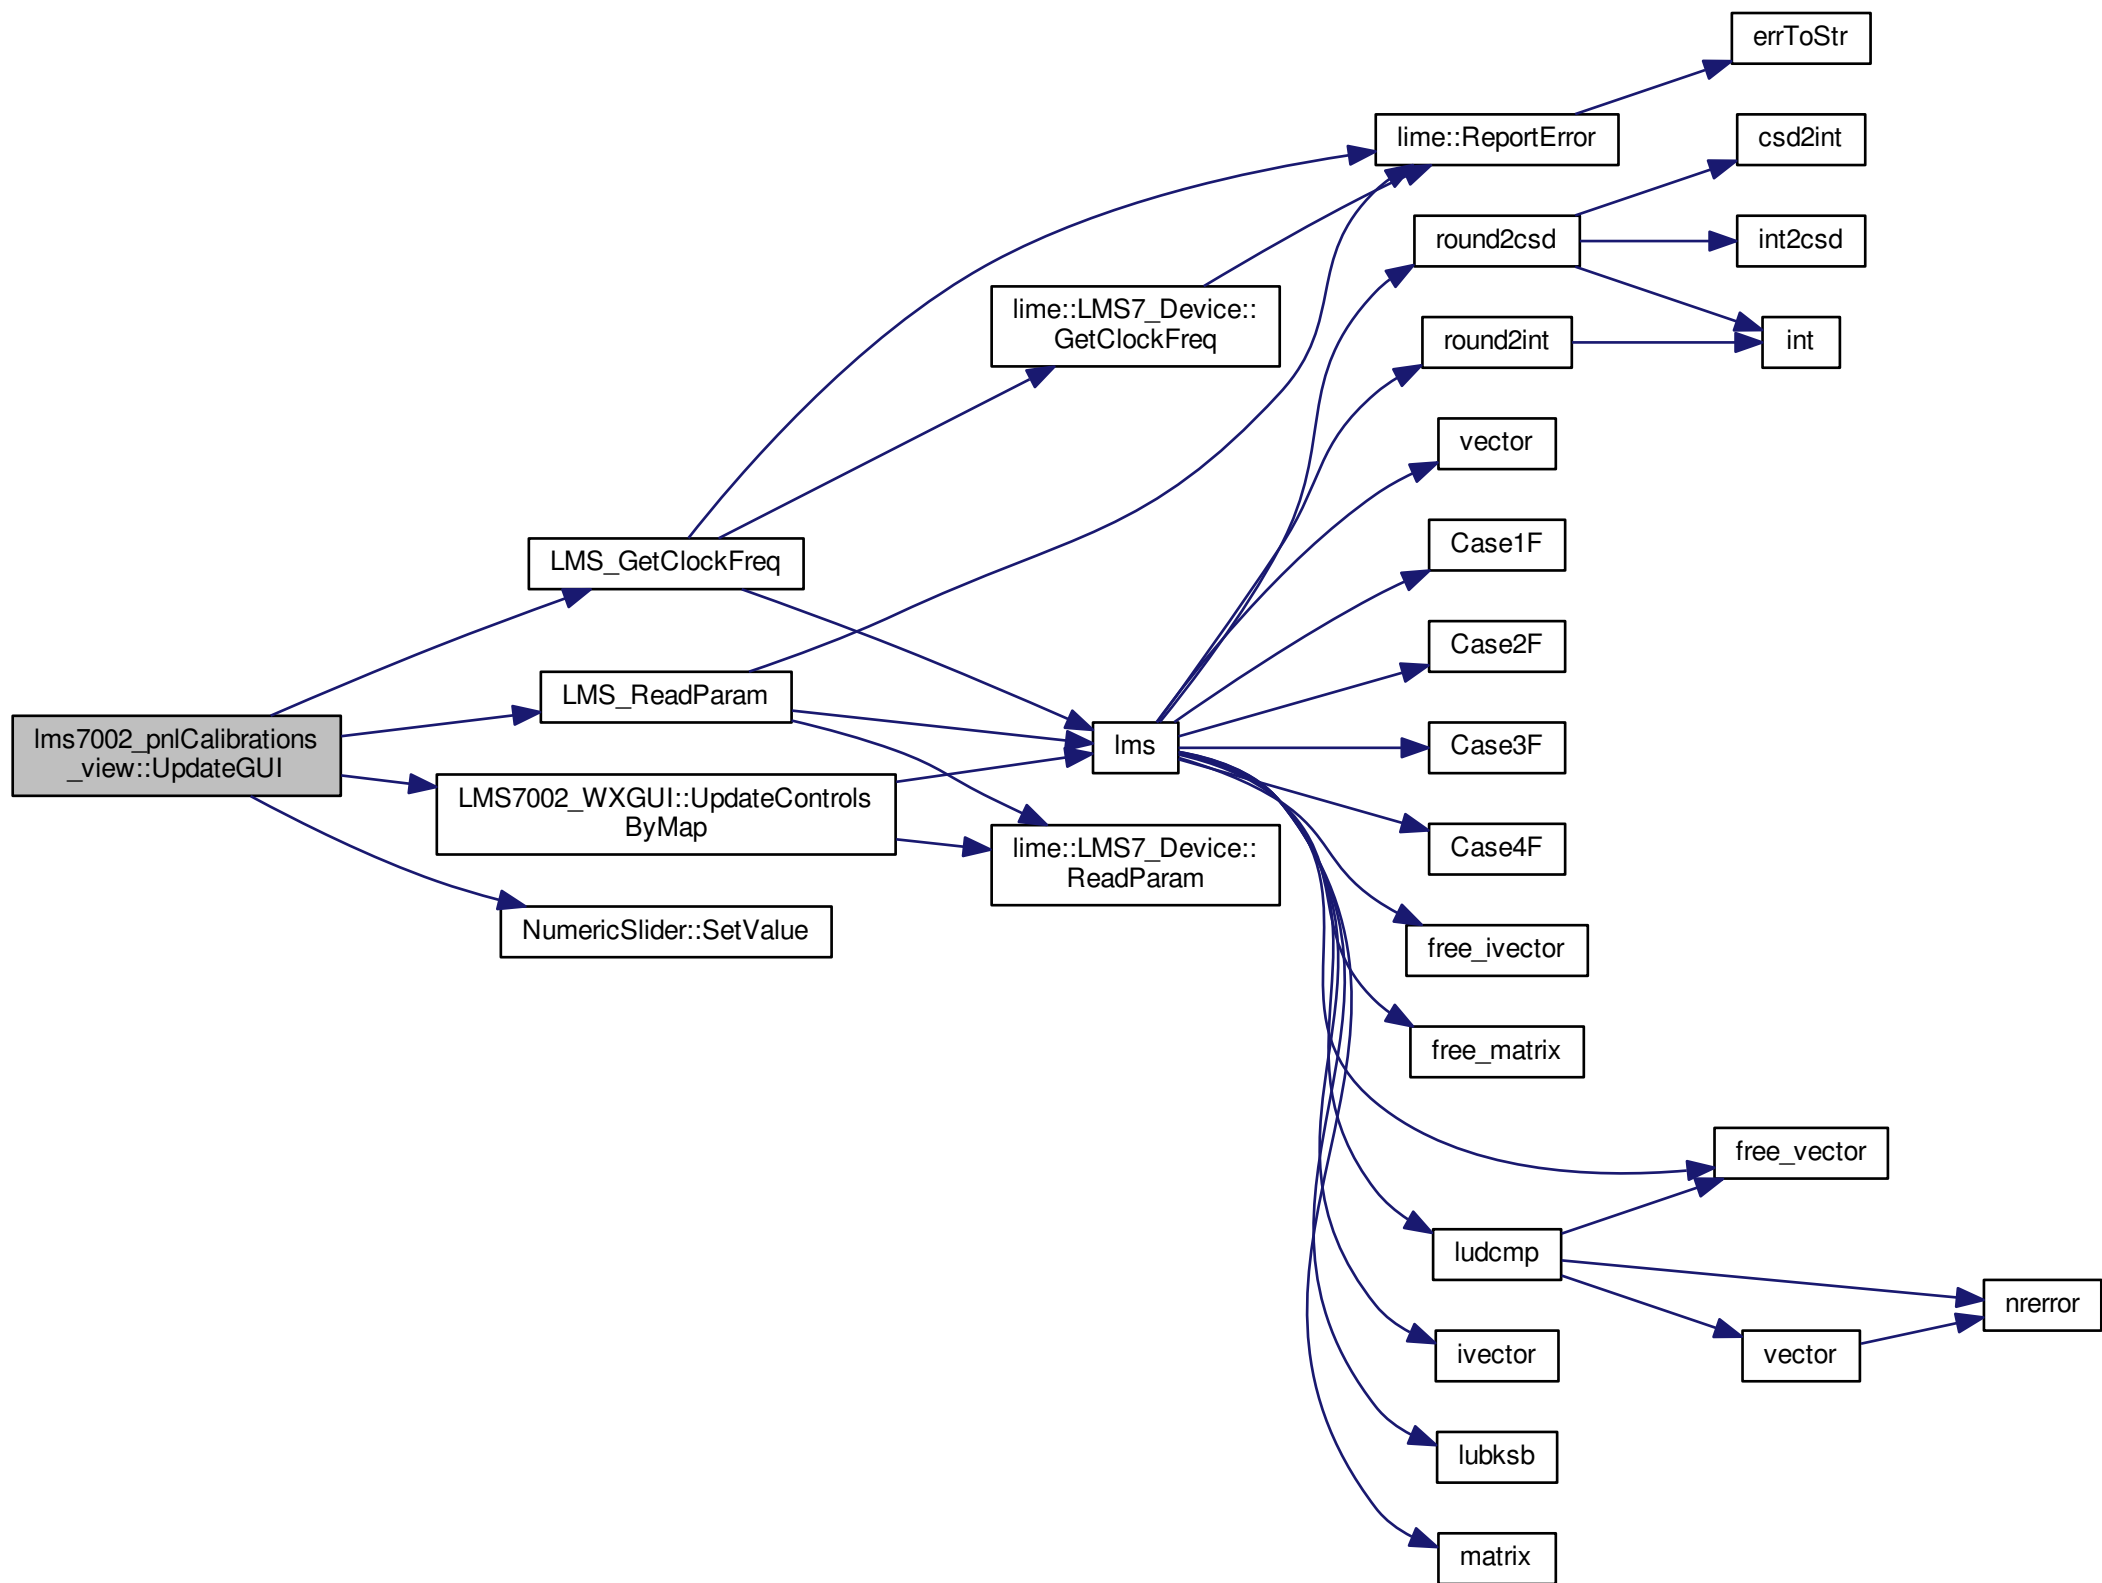 errToStr
lime::ReportError
csd2int
round2csd
int2csd
lime::LMS7_Device::
GetClockFreq
round2int
int
vector
Case1F
LMS_GetClockFreq
Case2F
LMS_ReadParam
lms7002_pnlCalibrations
_view::UpdateGUI
lms
Case3F
LMS7002_WXGUI::UpdateControls
ByMap
lime::LMS7_Device::
ReadParam
Case4F
NumericSlider::SetValue
free_ivector
free_matrix
free_vector
ludcmp
nrerror
ivector
vector
lubksb
matrix